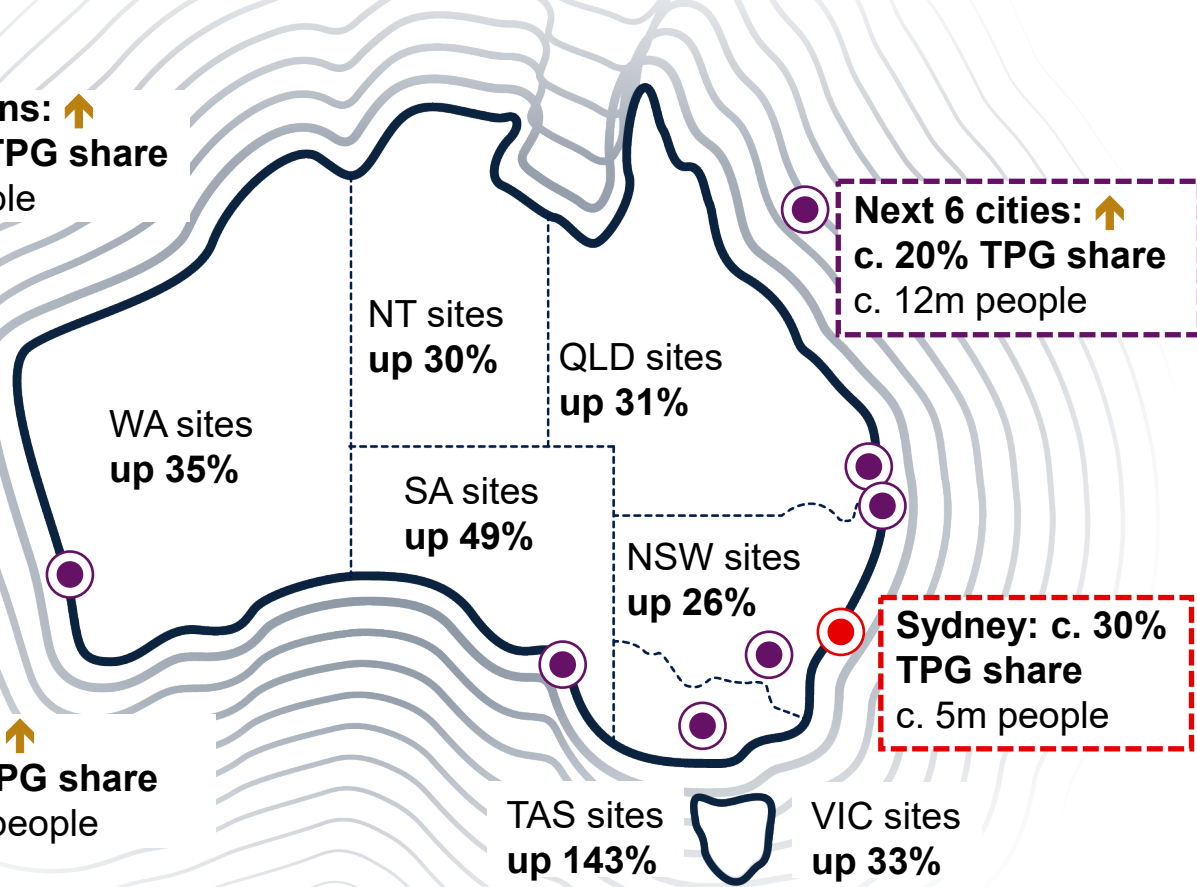 ns:
TPG share
ple
Next 6 cities:
c. 20% TPG share
c. 12m people
NT sites
up 30%
QLD sites
up 31%
WA sites
up 35%
SA sites
up 49%
NSW sites
up 26%
Sydney: c. 30%
TPG share
c. 5m people
PG share
people
TAS sites
up 143%
VIC sites
up 33%